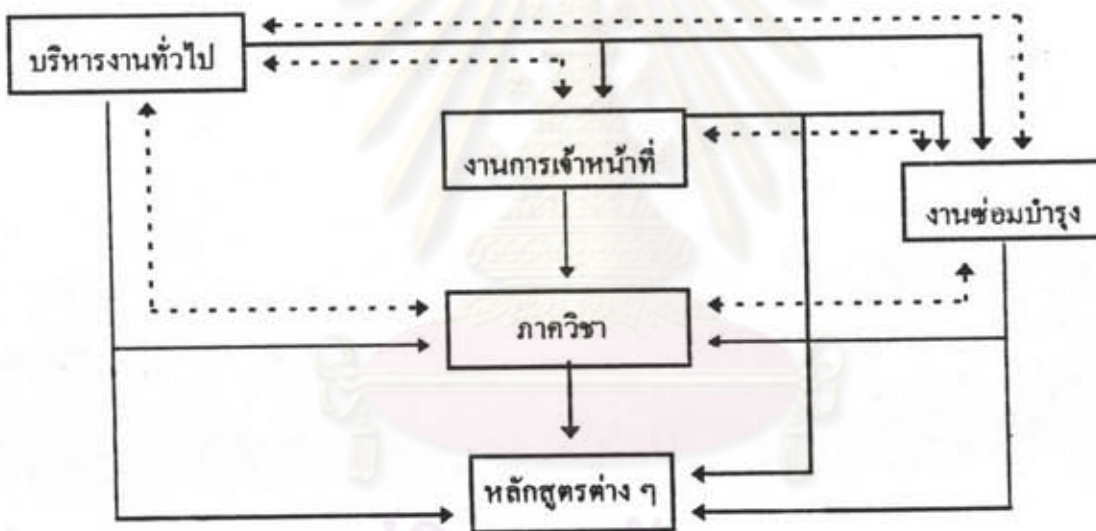 บริหารงานทั่วไป
งานการเจ้าหน้าที่
งานซ่อมบำรุง
ภาควิชา
หลักสูตรต่าง ๆ